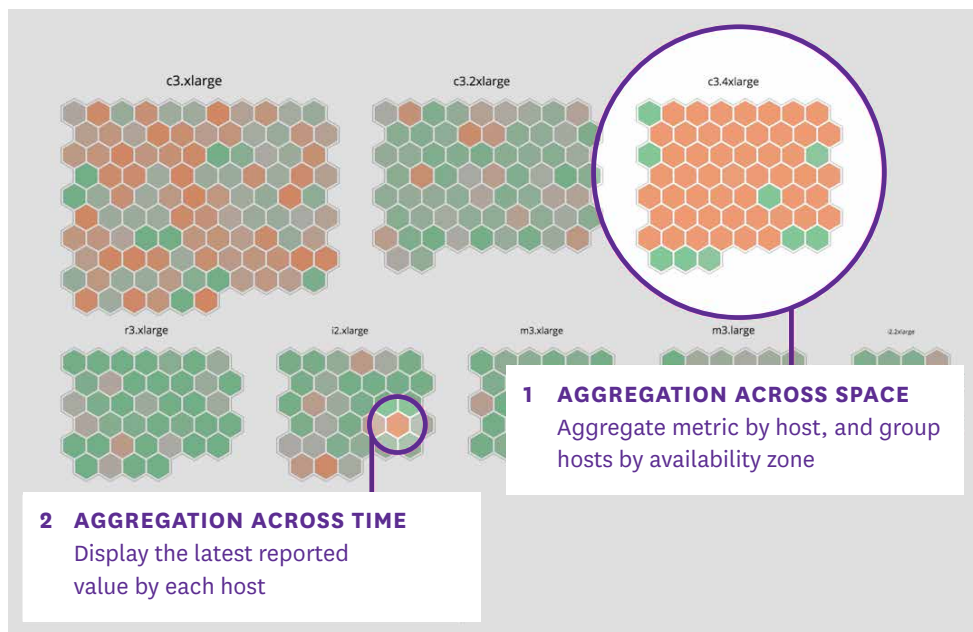 c3.xlarge
c3.2xlarge
c3.4xlarge
r3.xlarge
i2.xlarge
m3.xlarge
m3.large
i2.2xlarge
1 AGGREGATION ACROSS SPACE
Aggregate metric by host, and group
hosts by availability zone
2 AGGREGATION ACROSS TIME
Display the latest reported
value by each host